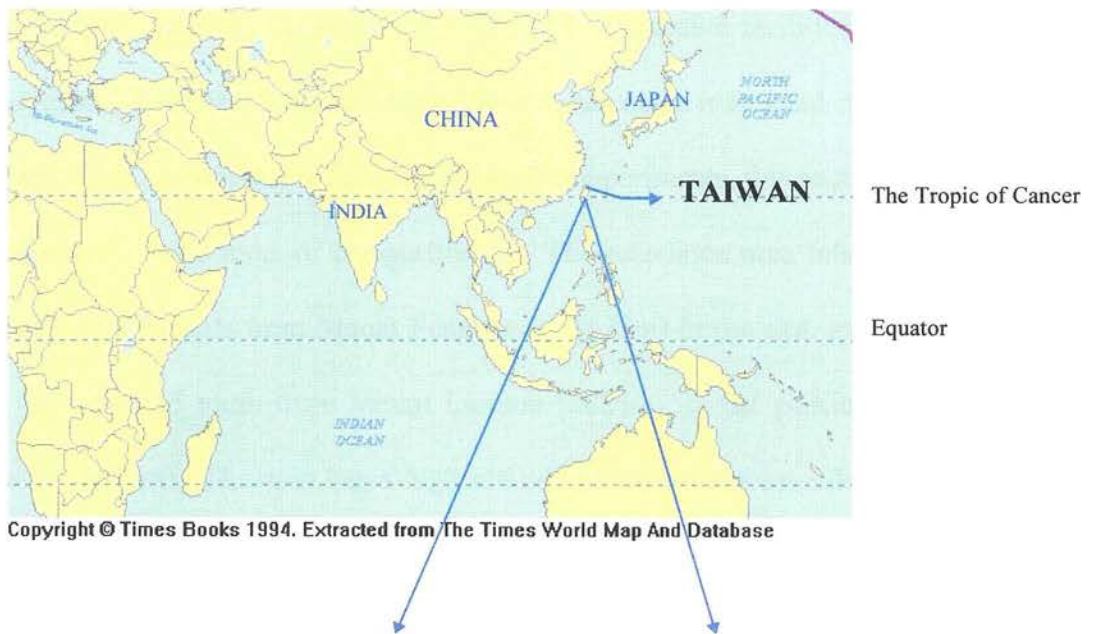 NORTH
PACIFIC
OCEAN
JAPAN
CHINA
TAIWAN
The Tropic of Cancer
INDIA
Equator
INDIAN
OCEAN
Copyright © Times Books 1994. Extracted from The Times World Map And Database